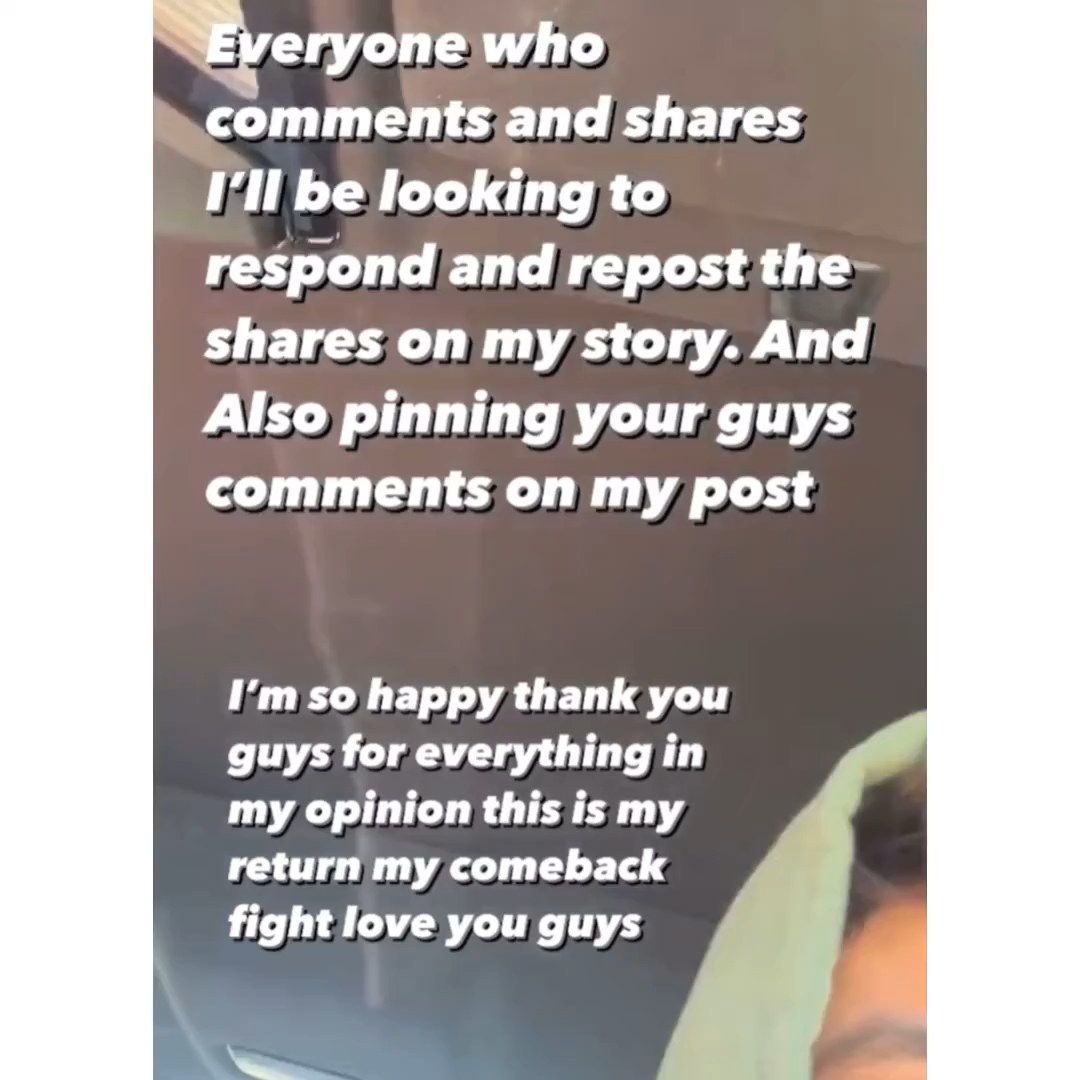 Everyone who
comments and shares
I'll be looking to
respond and repost the
shares on my story. And
Also pinning your guys
comments on my post
I'm so happy thank you
guys for everything in
my opinion this is my
return my comeback
fight love you guys